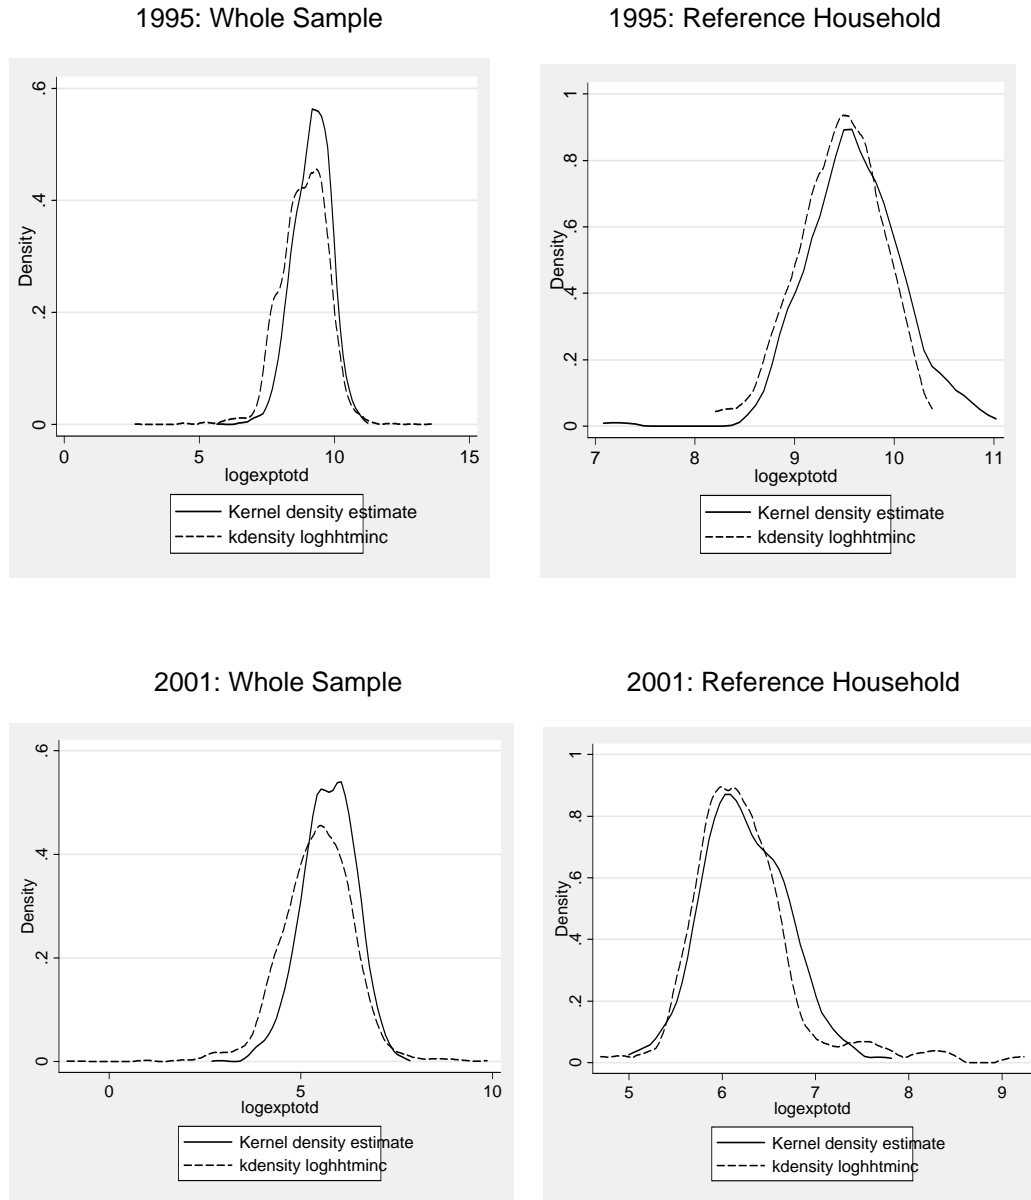 1995: Whole Sample
.6
.4
.2
0
Density
0 5 10 15
logexptotd
Kernel density estimate
kdensity loghhtminc
1995: Reference Household
1
.8
.6
.4
.2
0
Density
7 8 9 10 11
logexptotd
Kernel density estimate
kdensity loghhtminc
2001: Whole Sample
.6
.4
.2
0
Density
0 5 10
logexptotd
Kernel density estimate
kdensity loghhtminc
2001: Reference Household
1
.8
.6
.4
.2
0
Density
5 6 7 8 9
logexptotd
Kernel density estimate
kdensity loghhtminc